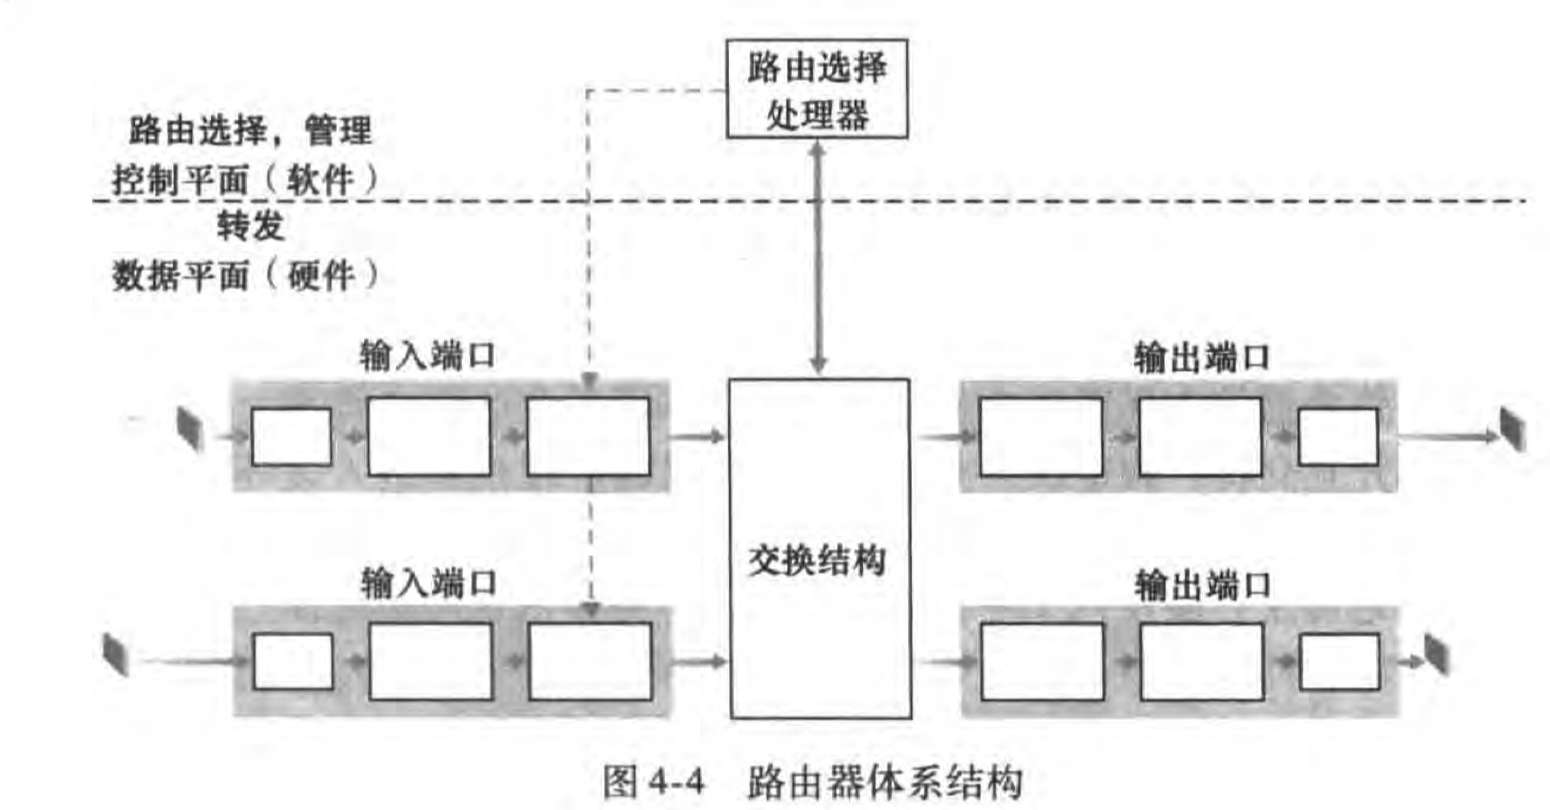 路由选择
处理器
路由选择，管理
控制平面（软件）
转发
数据平面（硬件）
输入端口
输出端口
交换结构
输入端口
输出端口
图 4-4 路由器体系结构